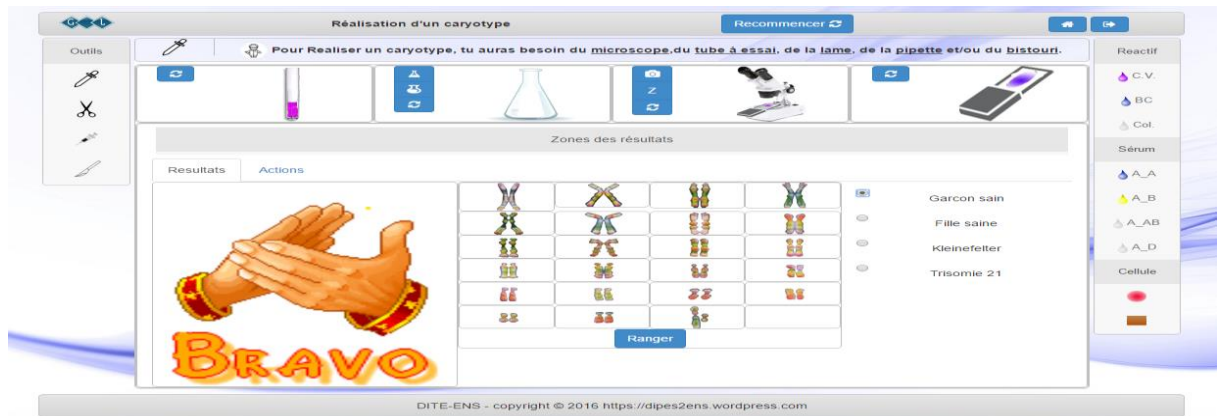 G L
Réalisation d'un caryotype
Recommencer
Outils
Pour Realiser un caryotype, tu auras besoin du microscope,du tube à essai, de la lame, de la pipette et/ou du bistouri.
Reactif
C.V.
BC
Col.
Sérum
A_A
A_B
A_AB
A_D
Cellule
Z
Zones des résultats
Resultats
Actions
BRAVO
Garcon sain
Fille saine
Kleinefelter
Trisomie 21
Ranger
DITE-ENS - copyright © 2016 https://dipes2ens.wordpress.com